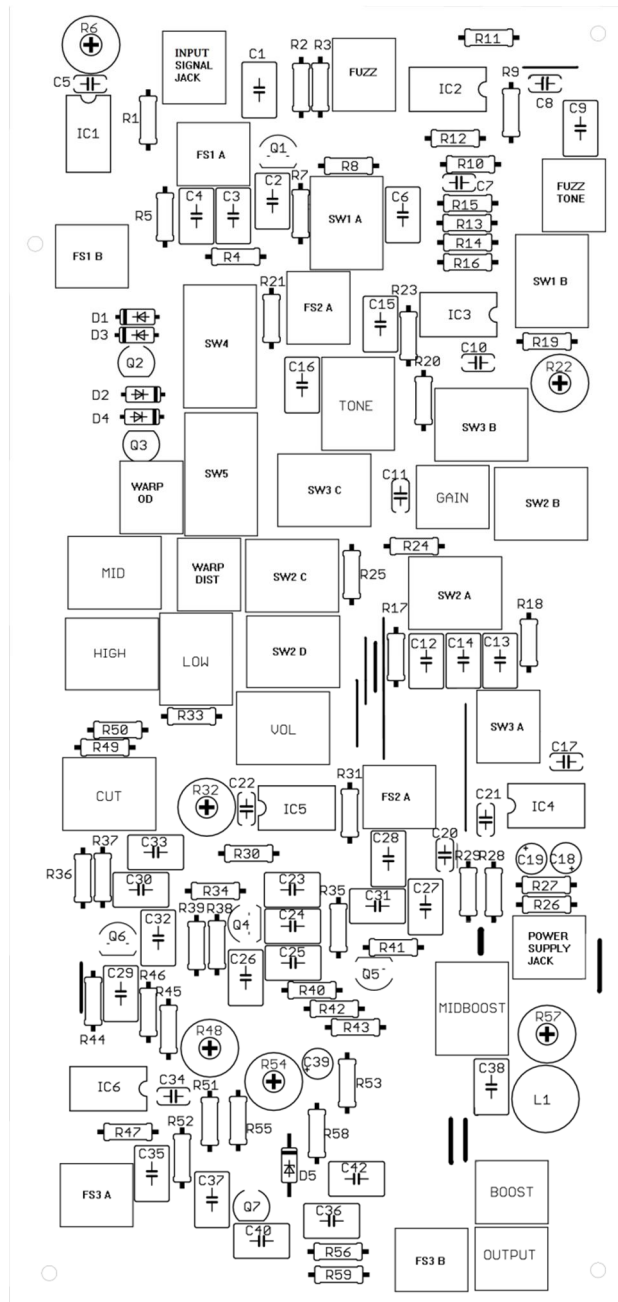 R6
INPUT
SIGNAL
JACK
C1
R2
R3
FUZZ
R11
C5
IC1
R1
IC2
R9
C8
C9
R12
Q1
FS1 A
R8
R10
C7
FUZZ
TONE
R5
C4
C3
C2
R7
SW1 A
C6
R15
R13
R14
R16
FS1 B
R4
SW1 B
R21
FS2 A
C15
R23
IC3
D1
D3
Q2
SW4
R19
C10
R20
R22
C16
TONE
D2
D4
Q3
SW3 B
WARP
OD
SW5
SW3 C
C11
GAIN
SW2 B
MID
WARP
DIST
SW2 C
R25
R24
SW2 A
HIGH
LOW
SW2 D
R17
C12
C14
C13
R18
R33
R50
R49
VOL
SW3 A
C17
CUT
R32
C22
IC5
R31
FS2 A
C21
IC4
R36
R37
C33
C30
R30
C28
C20
R29
R28
C19
C18
R34
C23
R35
C31
C27
R27
R26
C32
R39
R38
Q4
C24
Q6
C25
R41
POWER
SUPPLY
JACK
C26
Q5
C29
R46
R45
R44
R40
R42
R43
MIDBOOST
R48
R57
R54
C39
R53
C38
L1
IC6
C34
R51
R47
R52
R55
R58
C35
D5
C42
FS3 A
C37
Q7
C36
C40
R56
R59
BOOST
FS3 B
OUTPUT